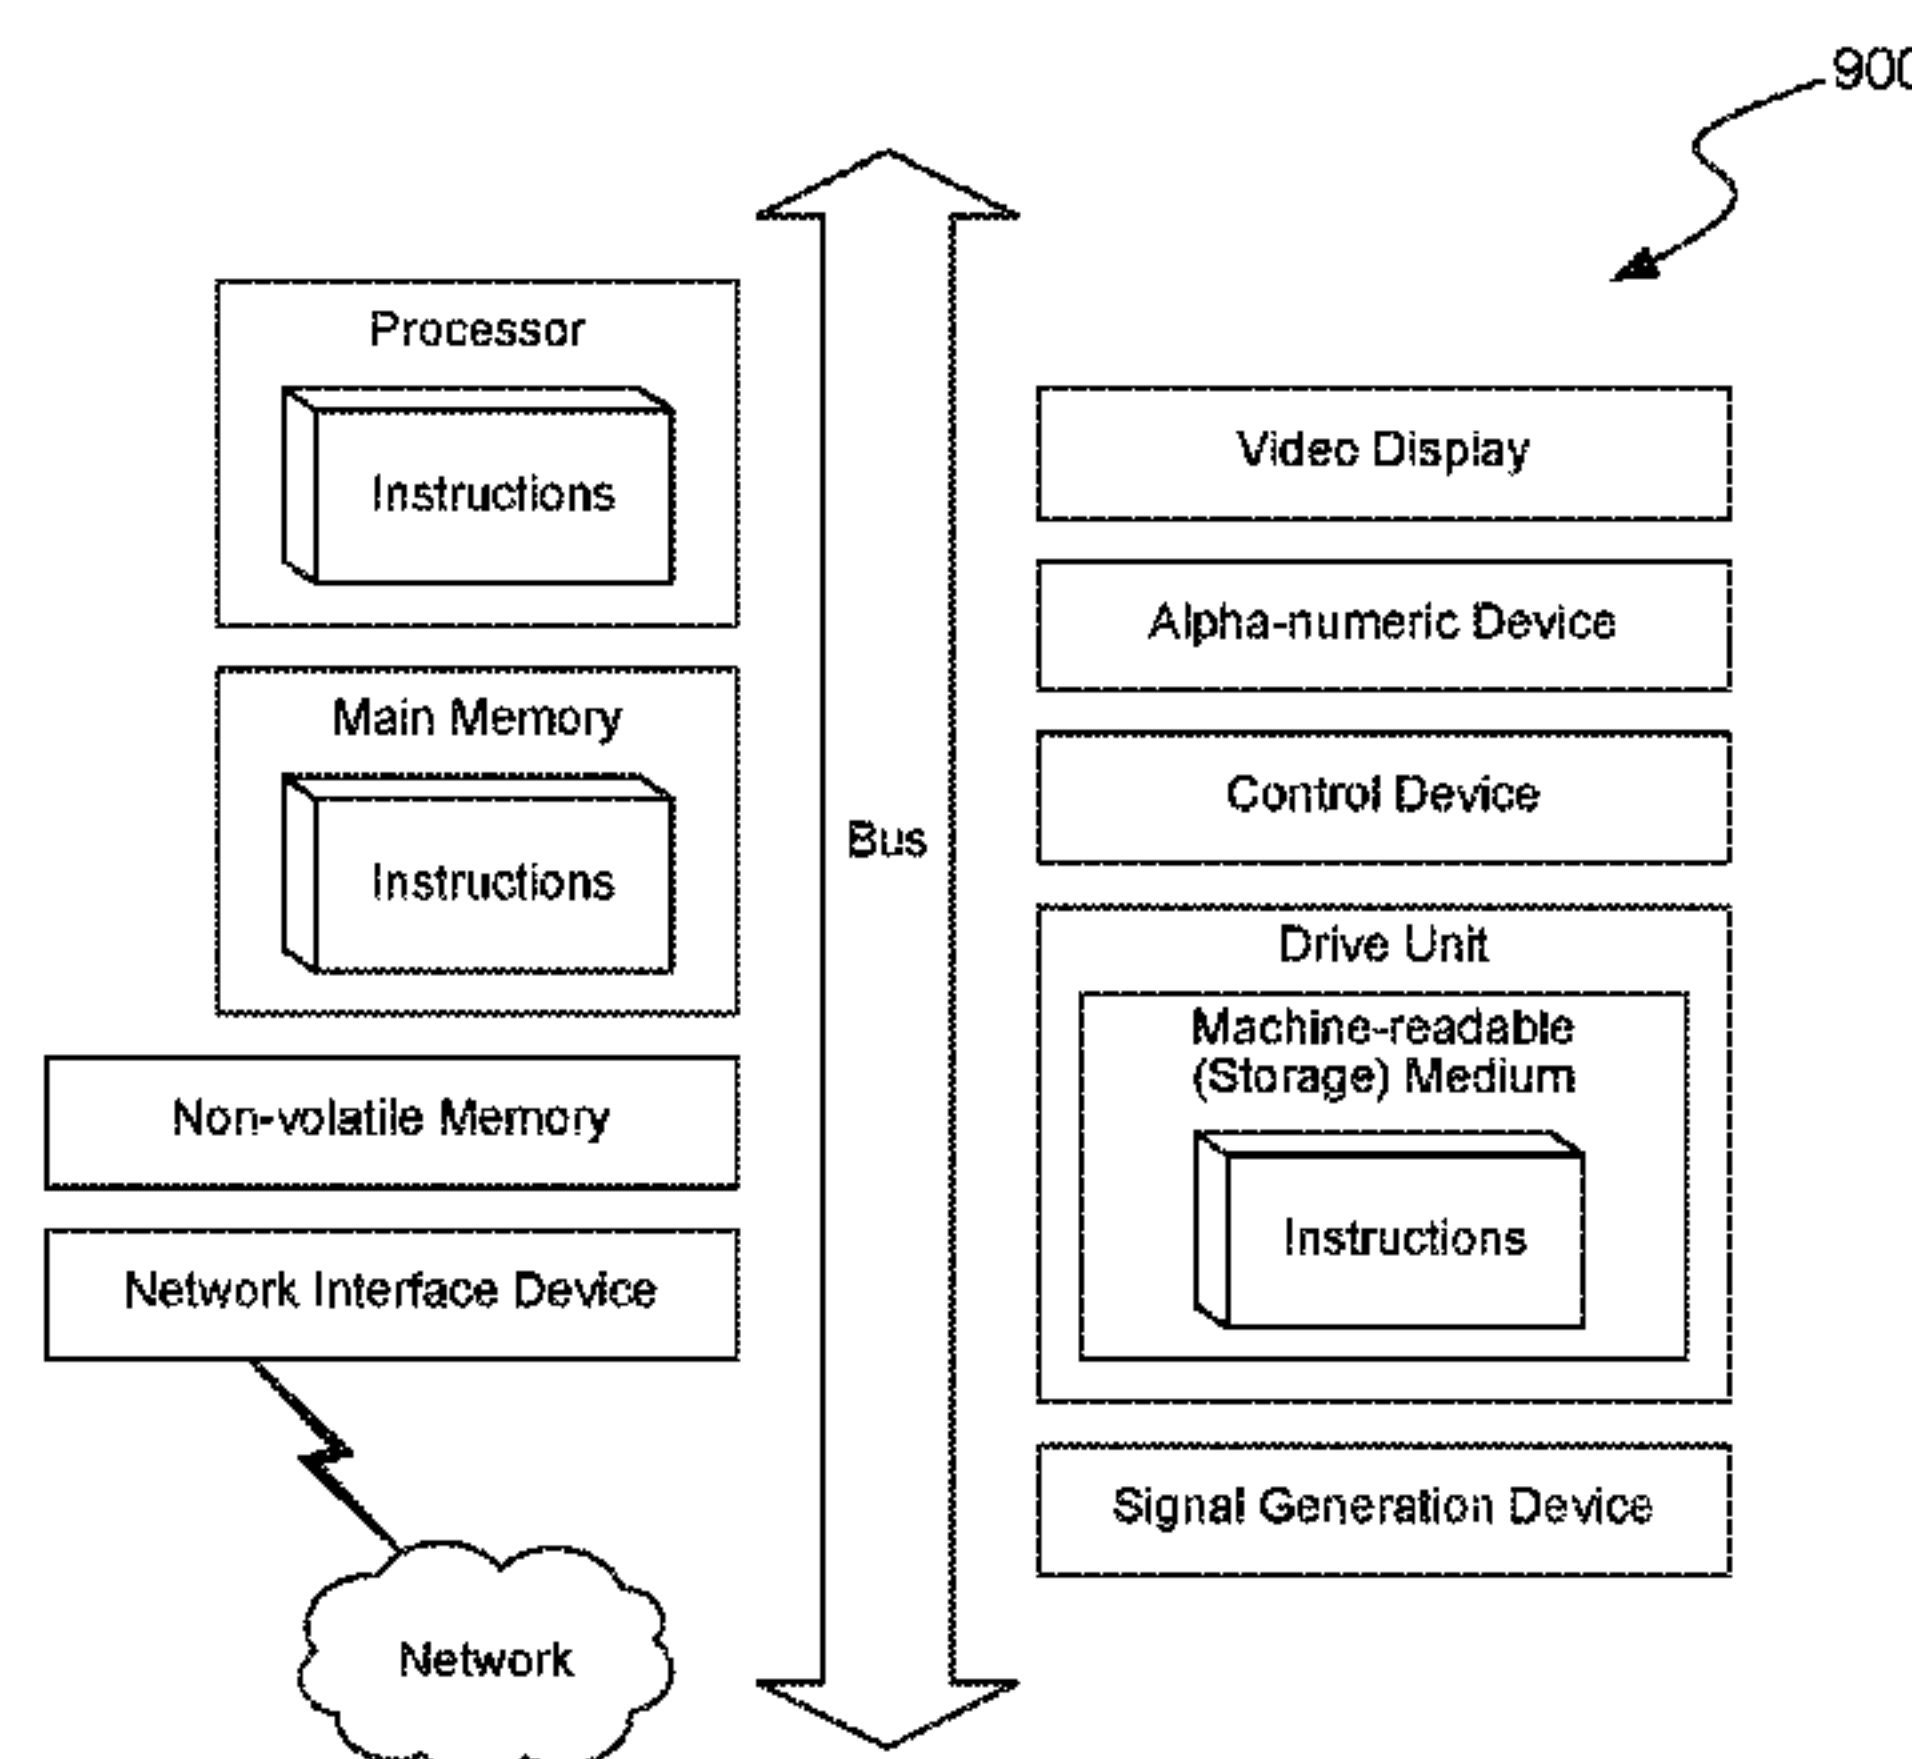 900
Processor
Instructions
Main Memory
Instructions
Non-volatile Memory
Network Interface Device
Network
Bus
Video Display
Alpha-numeric Device
Control Device
Drive Unit
Machine-readable
(Storage) Medium
Instructions
Signal Generation Device